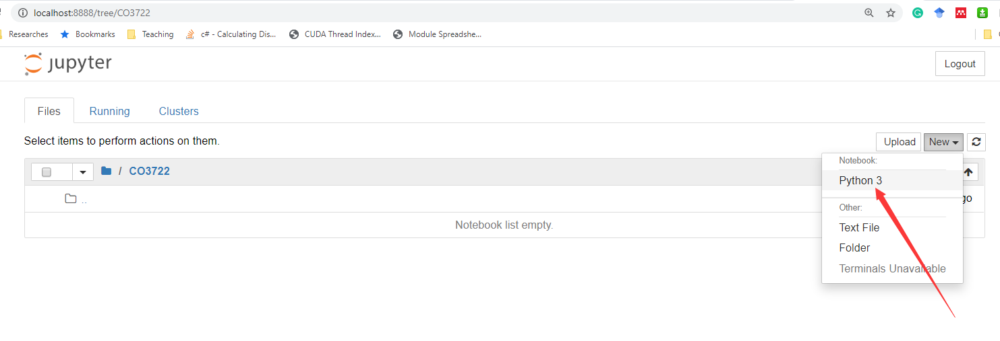 localhost:8888/tree/CO3722
Researches Bookmarks Teaching c# - Calculating Dis... CUDA Thread Index... Module Spreadshe...
jupyter Logout
Files Running Clusters
Select items to perform actions on them. Upload New
/ CO3722
Notebook:
Python 3
.. go
Other:
Notebook list empty.
Text File
Folder
Terminals Unavailable